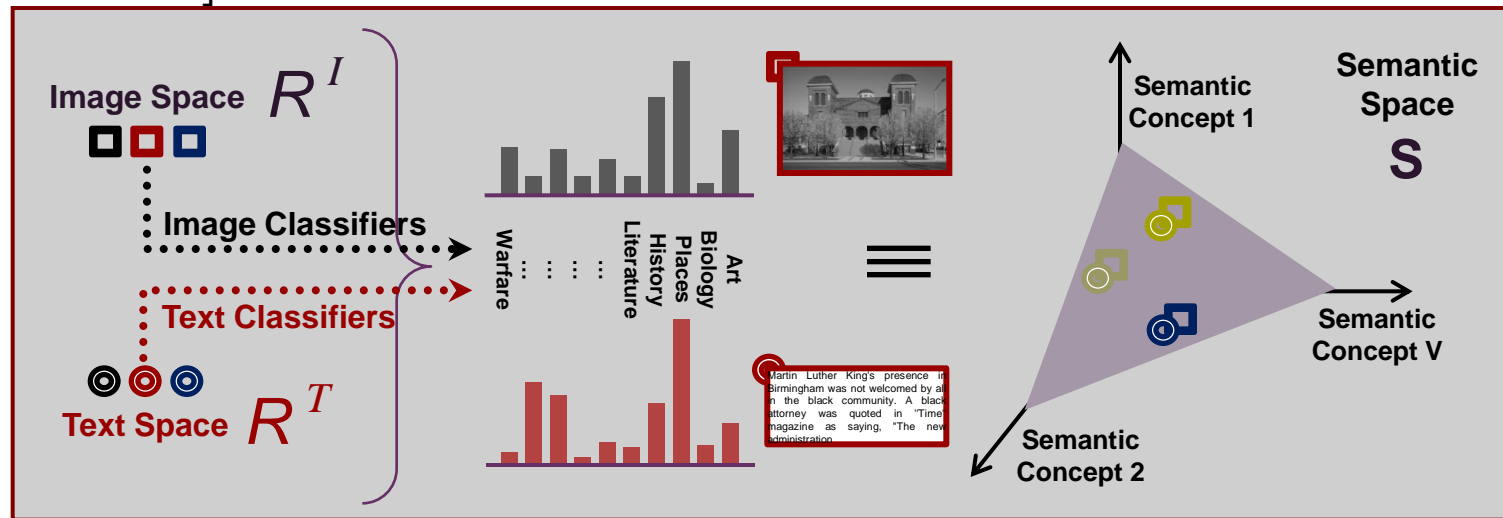 Image Space R^I
Image Classifiers
Text Classifiers
Text Space R^T
Warfare
...
...
...
...
Literature
History
Places
Biology
Art
Martin Luther King's presence in
Birmingham was not welcomed by all
in the black community. A black
attorney was quoted in "Time"
magazine as saying, "The new
administration
Semantic
Concept 1
Semantic
Space
S
Semantic
Concept V
Semantic
Concept 2